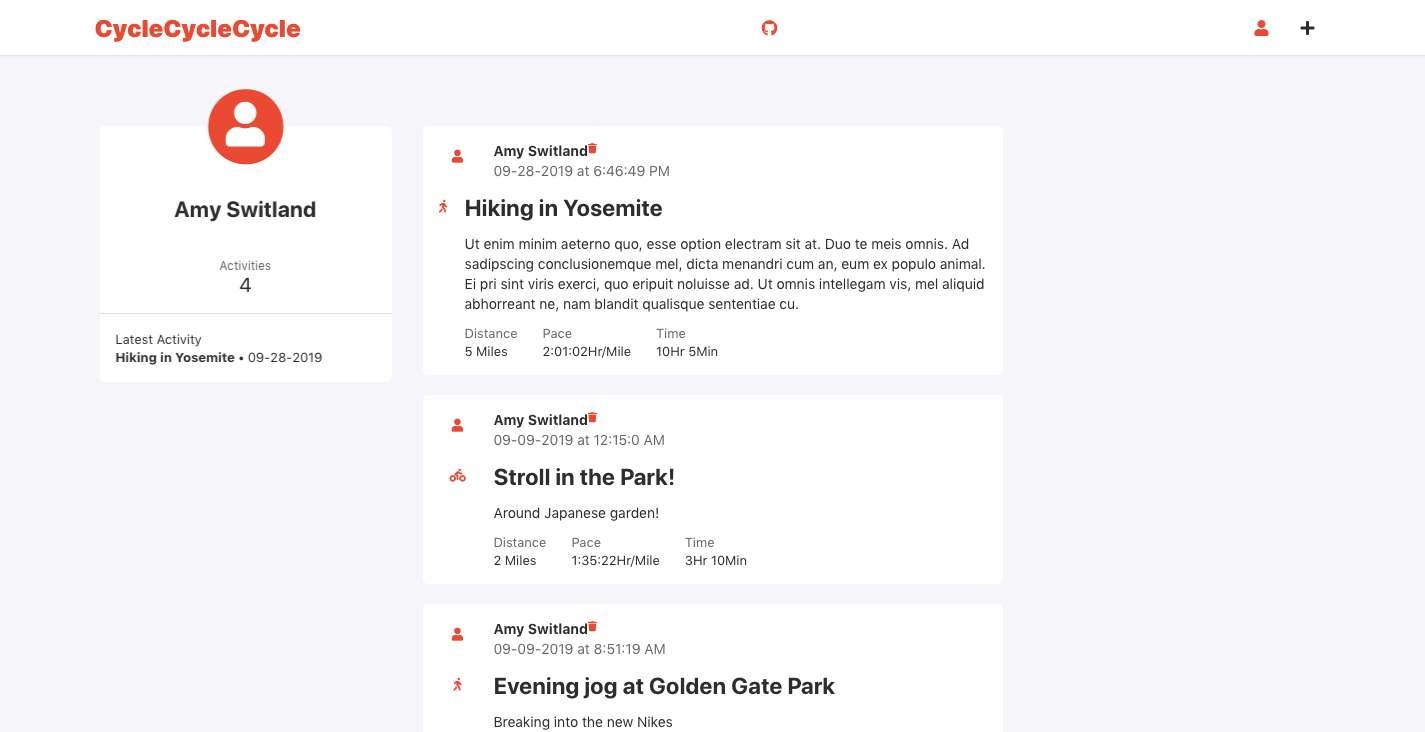 CycleCycleCycle
Amy Switland
Activities
4
Latest Activity
Hiking in Yosemite • 09-28-2019
Amy Switland
09-28-2019 at 6:46:49 PM
Hiking in Yosemite
Ut enim minim aeterno quo, esse option electram sit at. Duo te meis omnis. Ad
sadipscing conclusionemque mel, dicta menandri cum an, eum ex populo animal.
Ei pri sint viris exerci, quo eripuit noluisse ad. Ut omnis intellegam vis, mel aliquid
abhorreant ne, nam blandit qualisque sententiae cu.
Distance Pace Time
5 Miles 2:01:02Hr/Mile 10Hr 5Min
Amy Switland
09-09-2019 at 12:15:0 AM
Stroll in the Park!
Around Japanese garden!
Distance Pace Time
2 Miles 1:35:22Hr/Mile 3Hr 10Min
Amy Switland
09-09-2019 at 8:51:19 AM
Evening jog at Golden Gate Park
Breaking into the new Nikes